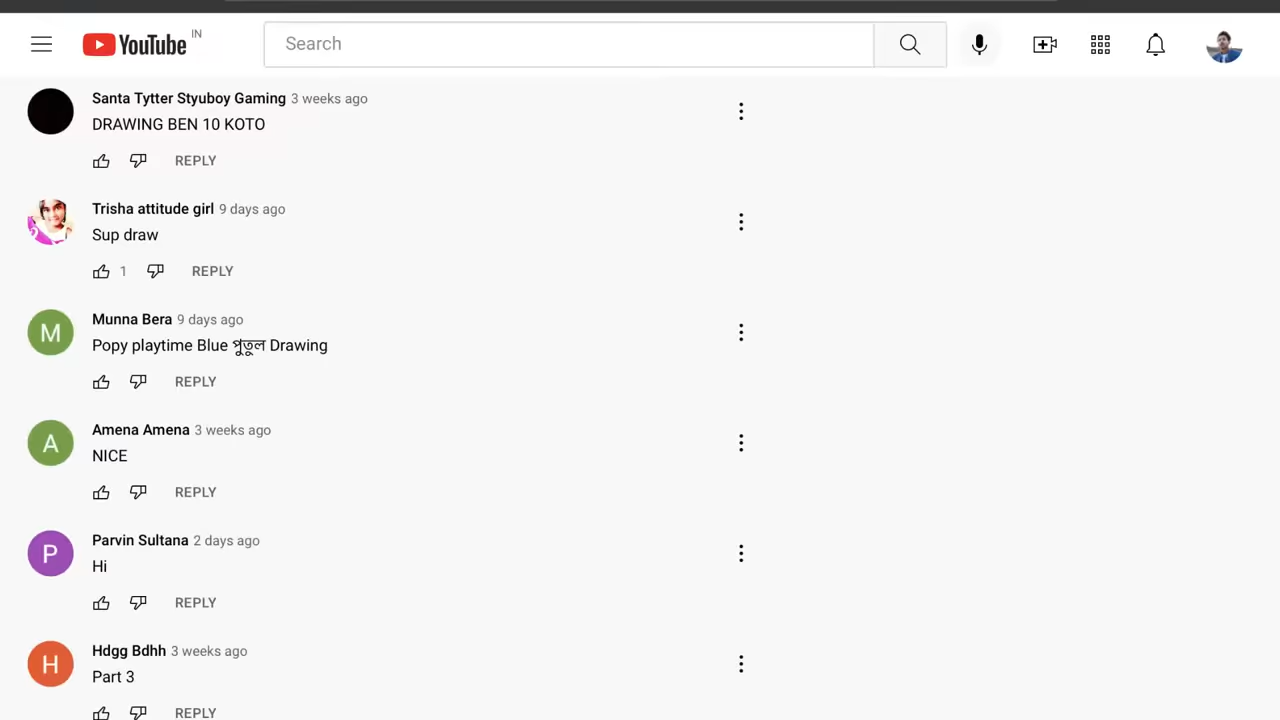 YouTube IN
Search
Santa Tytter Styuboy Gaming 3 weeks ago
DRAWING BEN 10 KOTO
REPLY
Trisha attitude girl 9 days ago
Sup draw
1 REPLY
M
Munna Bera 9 days ago
Popy playtime Blue পুতুল Drawing
REPLY
A
Amena Amena 3 weeks ago
NICE
REPLY
P
Parvin Sultana 2 days ago
Hi
REPLY
H
Hdgg Bdhh 3 weeks ago
Part 3
REPLY